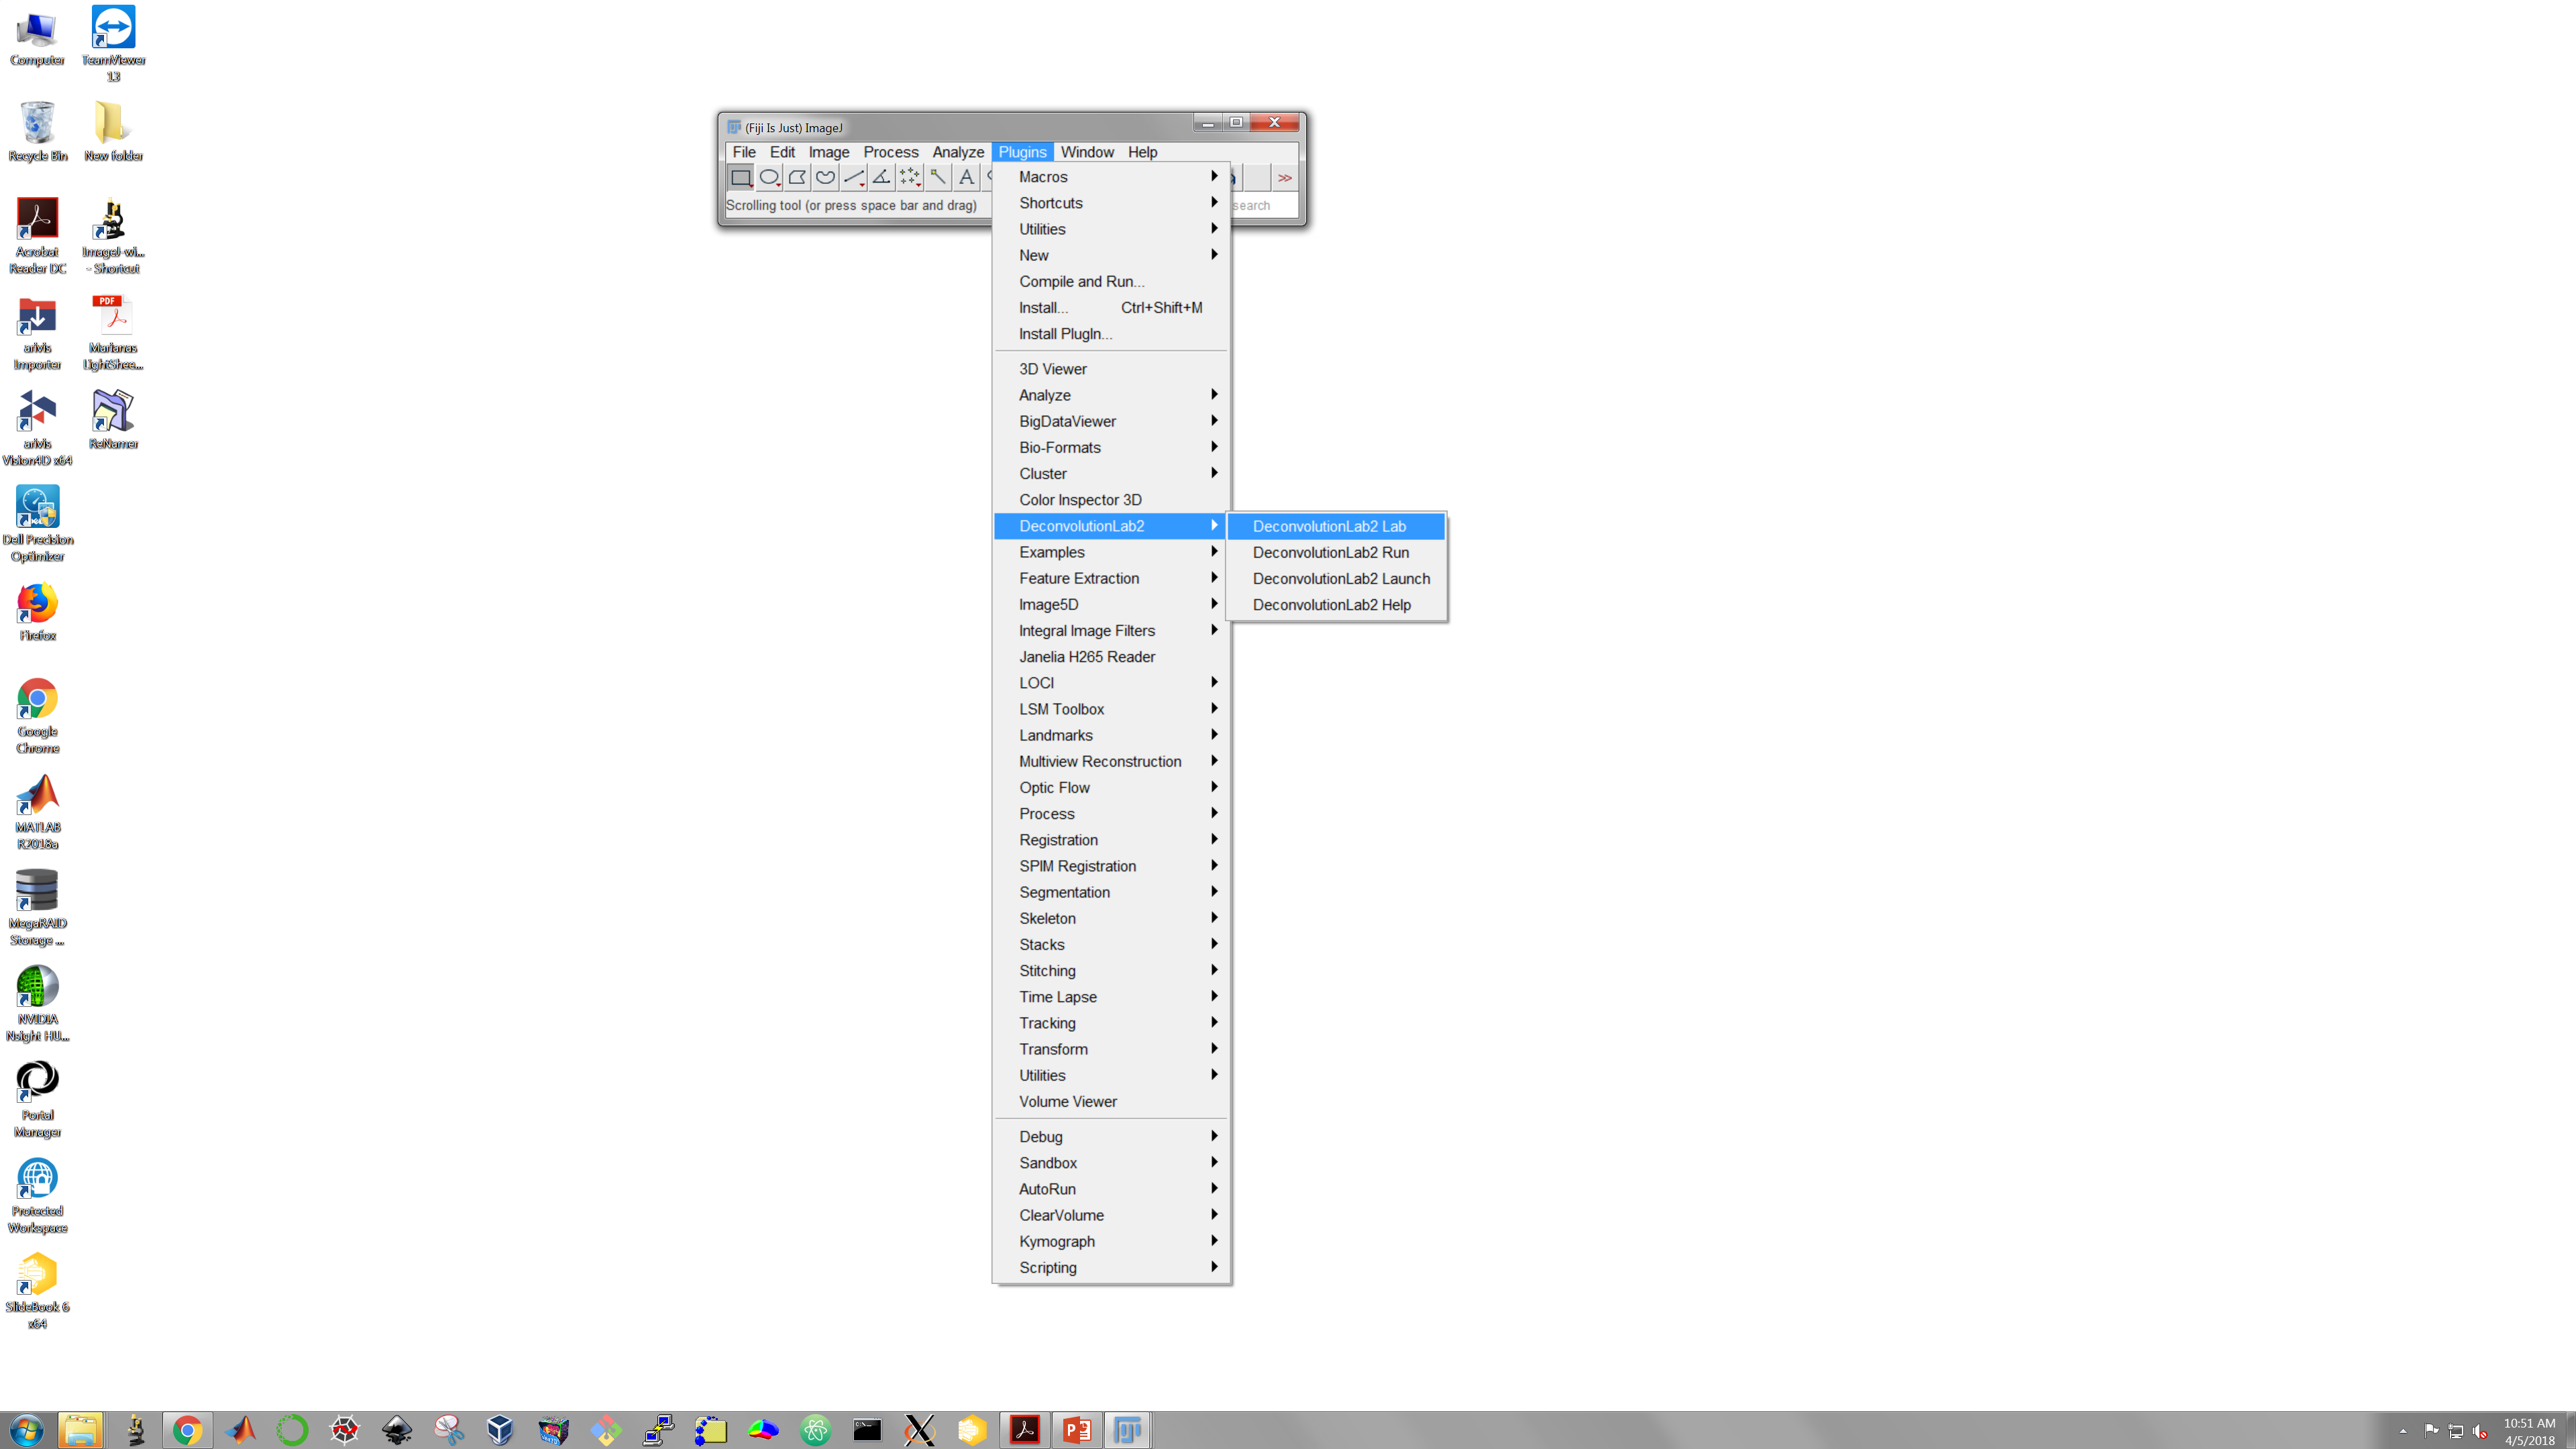 Computer
TeamViewer
13
Recycle Bin
New folder
Acrobat
Reader DC
ImageJ-wi...
- Shortcut
arivis
Importer
PDF
Marianas
LightShee...
arivis
Vision4D x64
ReNamer
Dell Precision
Optimizer
Firefox
Google
Chrome
MATLAB
R2018a
MegaRAID
Storage ...
NVIDIA
Nsight HU...
Portal
Manager
Protected
Workspace
SlideBook 6
x64
(Fiji Is Just) ImageJ
File Edit Image Process Analyze Plugins Window Help
A >>
Scrolling tool (or press space bar and drag)
search
Macros
Shortcuts
Utilities
New
Compile and Run...
Install... Ctrl+Shift+M
Install PlugIn...
3D Viewer
Analyze
BigDataViewer
Bio-Formats
Cluster
Color Inspector 3D
DeconvolutionLab2
Examples
Feature Extraction
Image5D
Integral Image Filters
Janelia H265 Reader
LOCI
LSM Toolbox
Landmarks
Multiview Reconstruction
Optic Flow
Process
Registration
SPIM Registration
Segmentation
Skeleton
Stacks
Stitching
Time Lapse
Tracking
Transform
Utilities
Volume Viewer
Debug
Sandbox
AutoRun
ClearVolume
Kymograph
Scripting
DeconvolutionLab2 Lab
DeconvolutionLab2 Run
DeconvolutionLab2 Launch
DeconvolutionLab2 Help
10:51 AM
4/5/2018